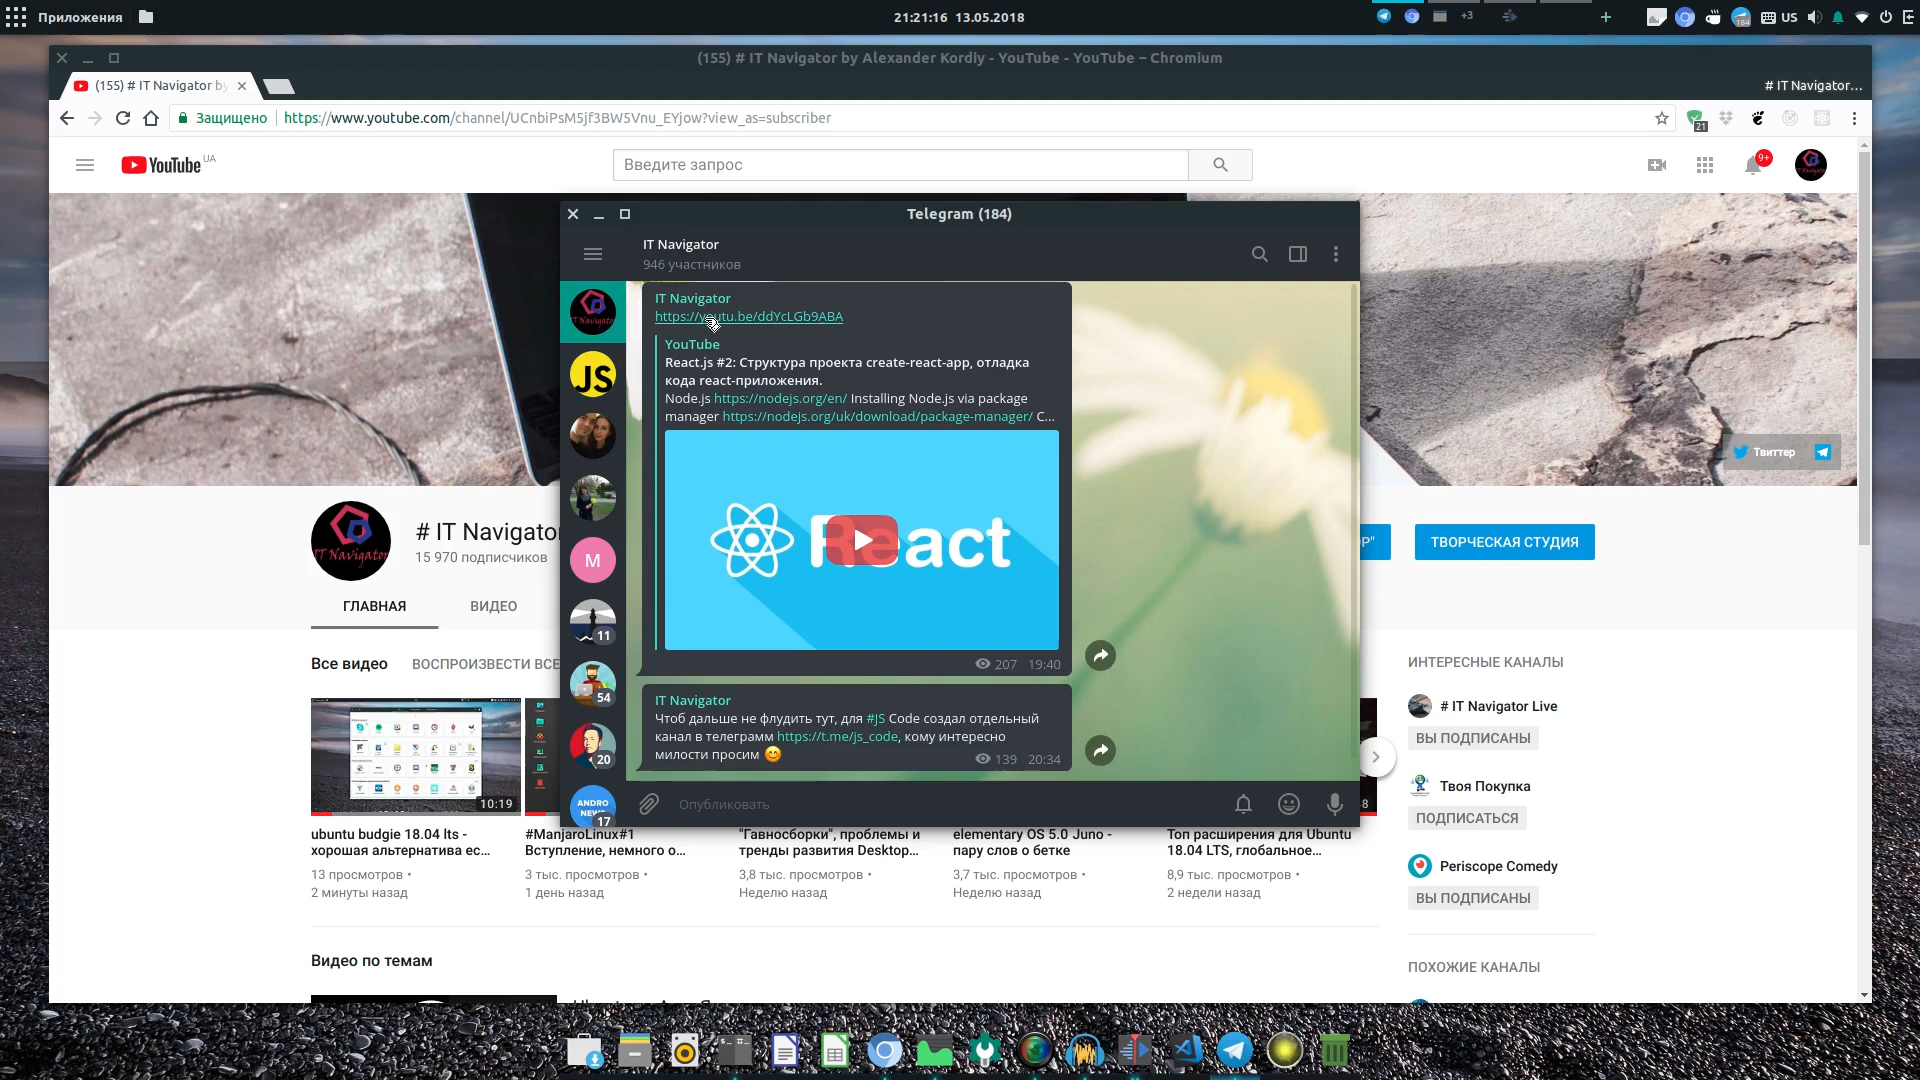 Приложения
21:21:16 13.05.2018
+3
184
US
(155) # IT Navigator by Alexander Kordiy - YouTube - YouTube – Chromium
(155) # IT Navigator by
# IT Navigator…
Защищено
https://www.youtube.com/channel/UCnbiPsM5jf3BW5Vnu_EYjow?view_as=subscriber
21
YouTube UA
Введите запрос
9+
Твиттер
# IT Navigator
15 970 подписчиков
ТВОРЧЕСКАЯ СТУДИЯ
ГЛАВНАЯ
ВИДЕО
Все видео
ВОСПРОИЗВЕСТИ ВСЕ
10:19
ubuntu budgie 18.04 lts -
хорошая альтернатива ес...
13 просмотров •
2 минуты назад
#ManjaroLinux#1
Вступление, немного о...
3 тыс. просмотров •
1 день назад
"Гавносборки", проблемы и
тренды развития Desktop...
3,8 тыс. просмотров •
Неделю назад
elementary OS 5.0 Juno -
пару слов о бетке
3,7 тыс. просмотров •
Неделю назад
Топ расширения для Ubuntu
18.04 LTS, глобальное...
8,9 тыс. просмотров •
2 недели назад
Видео по темам
ИНТЕРЕСНЫЕ КАНАЛЫ
# IT Navigator Live
ВЫ ПОДПИСАНЫ
Твоя Покупка
ПОДПИСАТЬСЯ
Periscope Comedy
ВЫ ПОДПИСАНЫ
ПОХОЖИЕ КАНАЛЫ
Telegram (184)
IT Navigator
946 участников
JS
M
11
54
20
ANDRO
NEWS
17
IT Navigator
https://youtu.be/ddYcLGb9ABA
YouTube
React.js #2: Структура проекта create-react-app, отладка
кода react-приложения.
Node.js https://nodejs.org/en/ Installing Node.js via package
manager https://nodejs.org/uk/download/package-manager/ C...
React
207 19:40
IT Navigator
Чтоб дальше не флудить тут, для #JS Code создал отдельный
канал в телеграмм https://t.me/js_code, кому интересно
милости просим 😊
139 20:34
Опубликовать